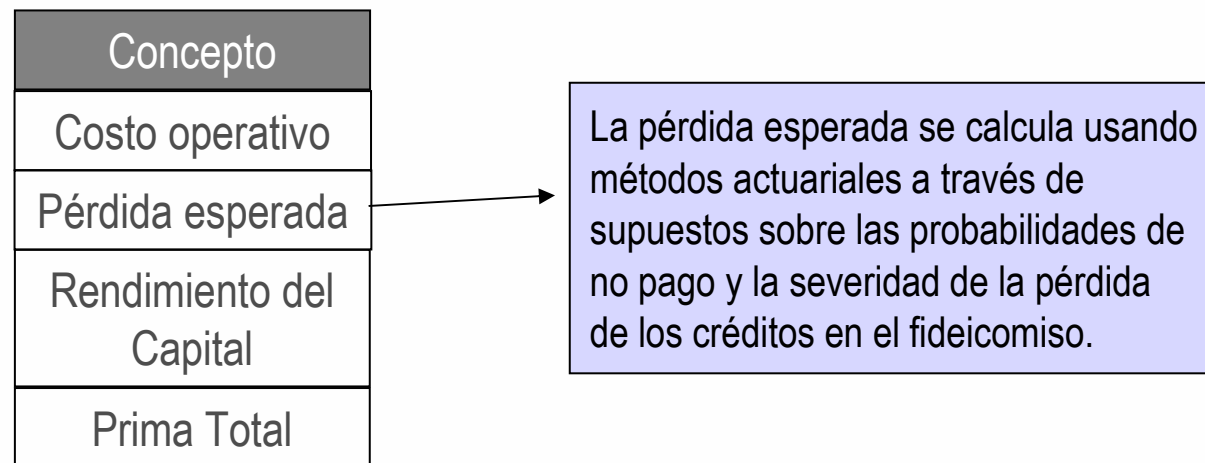 Concepto
Costo operativo
Pérdida esperada
Rendimiento del
Capital
Prima Total
La pérdida esperada se calcula usando
métodos actuariales a través de
supuestos sobre las probabilidades de
no pago y la severidad de la pérdida
de los créditos en el fideicomiso.